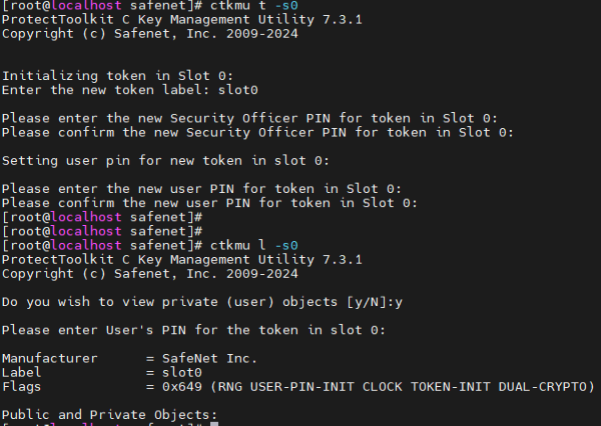 [root@localhost safenet]# ctkmu t -s0
ProtectToolkit C Key Management Utility 7.3.1
Copyright (c) Safenet, Inc. 2009-2024
Initializing token in Slot 0:
Enter the new token label: slot0
Please enter the new Security Officer PIN for token in Slot 0:
Please confirm the new Security Officer PIN for token in Slot 0:
Setting user pin for new token in slot 0:
Please enter the new user PIN for token in Slot 0:
Please confirm the new user PIN for token in Slot 0:
[root@localhost safenet]#
[root@localhost safenet]#
[root@localhost safenet]# ctkmu l -s0
ProtectToolkit C Key Management Utility 7.3.1
Copyright (c) Safenet, Inc. 2009-2024
Do you wish to view private (user) objects [y/N]:y
Please enter User's PIN for the token in slot 0:
Manufacturer = SafeNet Inc.
Label = slot0
Flags = 0x649 (RNG USER-PIN-INIT CLOCK TOKEN-INIT DUAL-CRYPTO)
Public and Private Objects: